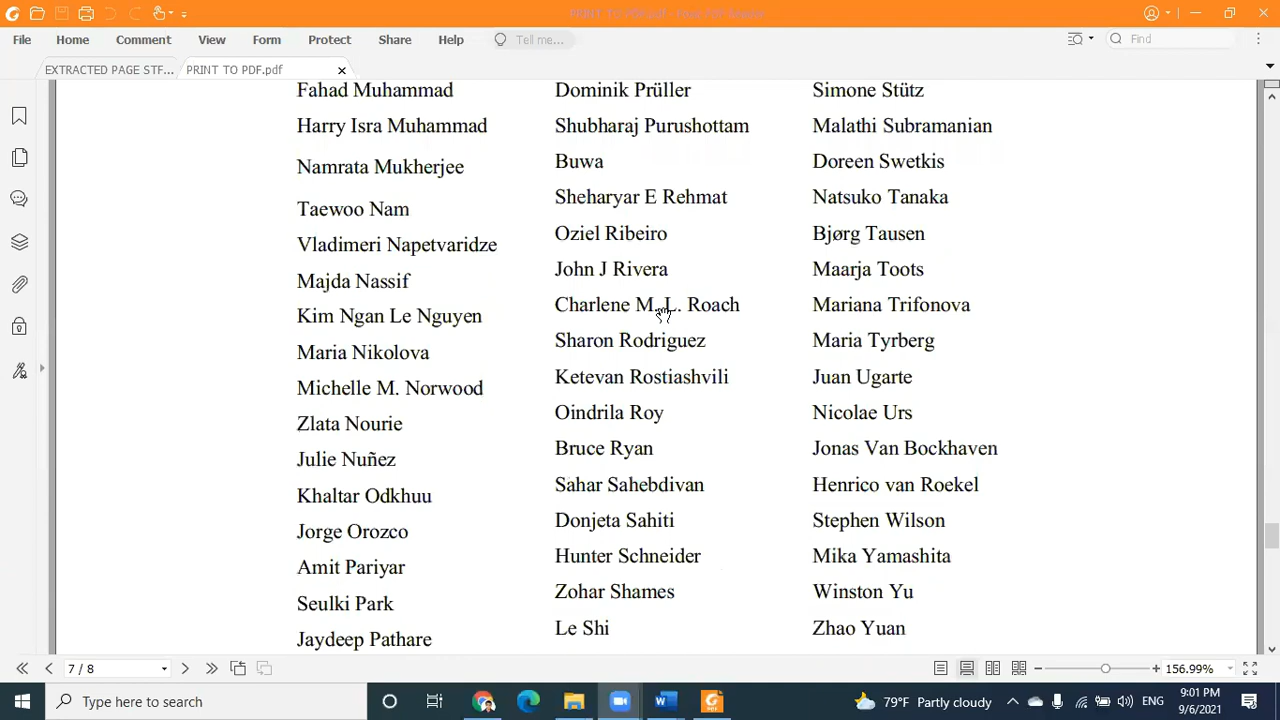 PRINT TO PDF.pdf - Foxit PDF Reader
File Home Comment View Form Protect Share Help Tell me... Find
EXTRACTED PAGE STF... PRINT TO PDF.pdf
Fahad Muhammad
Harry Isra Muhammad
Namrata Mukherjee
Taewoo Nam
Vladimeri Napetvaridze
Majda Nassif
Kim Ngan Le Nguyen
Maria Nikolova
Michelle M. Norwood
Zlata Nourie
Julie Nuñez
Khaltar Odkhuu
Jorge Orozco
Amit Pariyar
Seulki Park
Jaydeep Pathare
Dominik Prüller
Shubharaj Purushottam
Buwa
Sheharyar E Rehmat
Oziel Ribeiro
John J Rivera
Charlene M. L. Roach
Sharon Rodriguez
Ketevan Rostiashvili
Oindrila Roy
Bruce Ryan
Sahar Sahebdivan
Donjeta Sahiti
Hunter Schneider
Zohar Shames
Le Shi
Simone Stütz
Malathi Subramanian
Doreen Swetkis
Natsuko Tanaka
Bjørg Tausen
Maarja Toots
Mariana Trifonova
Maria Tyrberg
Juan Ugarte
Nicolae Urs
Jonas Van Bockhaven
Henrico van Roekel
Stephen Wilson
Mika Yamashita
Winston Yu
Zhao Yuan
7 / 8 156.99%
Type here to search 79°F Partly cloudy ENG 9:01 PM
9/6/2021